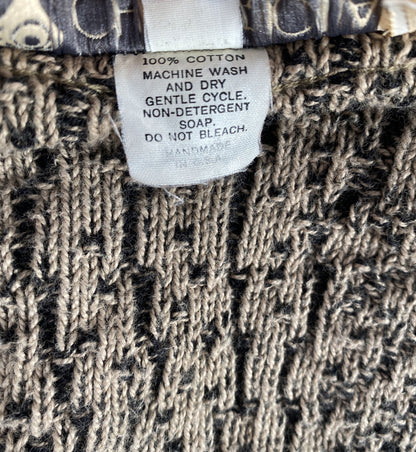 100% COTTON
MACHINE WASH
AND DRY
GENTLE CYCLE.
NON-DETERGENT
SOAP.
DO NOT BLEACH.
HANDMADE
IN U.S.A.